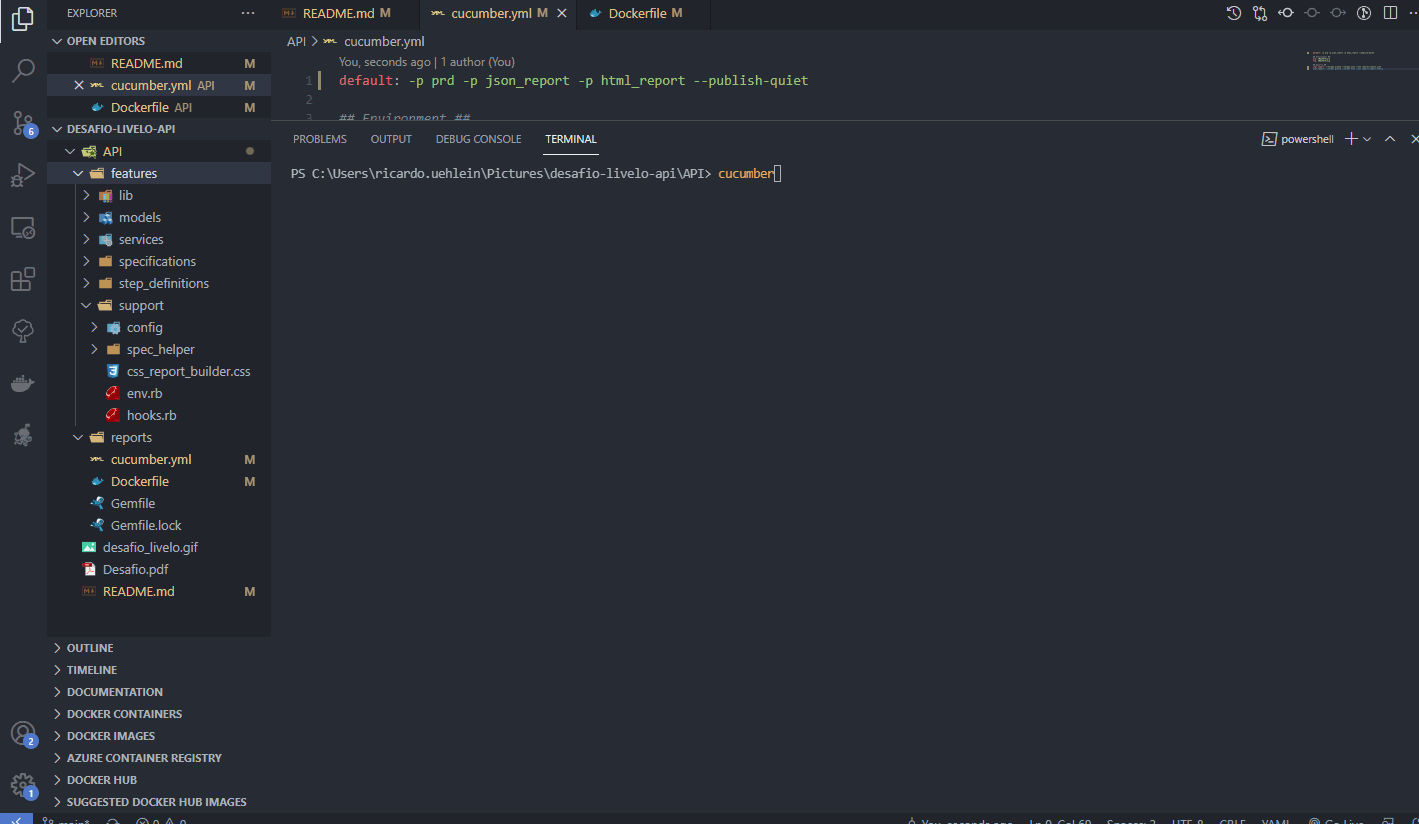 EXPLORER
README.md M
cucumber.yml M
Dockerfile M
OPEN EDITORS
README.md M
cucumber.yml API M
Dockerfile API M
DESAFIO-LIVELO-API
API
features
lib
models
services
specifications
step_definitions
support
config
spec_helper
css_report_builder.css
env.rb
hooks.rb
reports
cucumber.yml M
Dockerfile M
Gemfile
Gemfile.lock
desafio_livelo.gif
Desafio.pdf
README.md M
OUTLINE
TIMELINE
DOCUMENTATION
DOCKER CONTAINERS
DOCKER IMAGES
AZURE CONTAINER REGISTRY
DOCKER HUB
SUGGESTED DOCKER HUB IMAGES
6
2
1
API > cucumber.yml
You, seconds ago | 1 author (You)
1 default: -p prd -p json_report -p html_report --publish-quiet
2
3 ## Environment ##
PROBLEMS OUTPUT DEBUG CONSOLE TERMINAL
powershell
PS C:\Users\ricardo.uehlein\Pictures\desafio-livelo-api\API> cucumber
main* 0 0 You, seconds ago Ln 9, Col 69 Spaces: 2 UTF-8 CRLF YAML Go Live